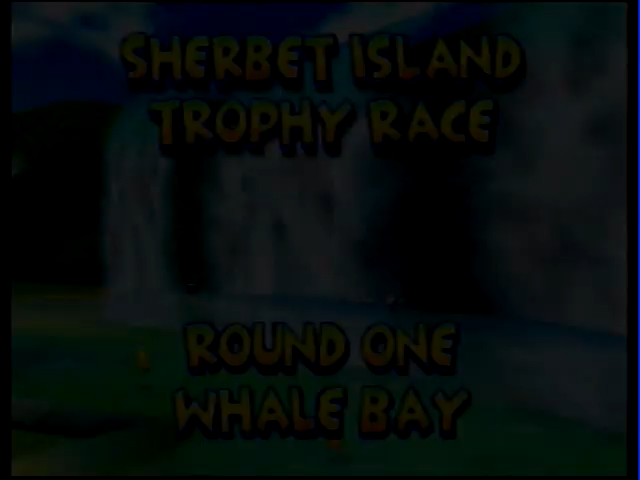 SHERBET ISLAND
TROPHY RACE
ROUND ONE
WHALE BAY